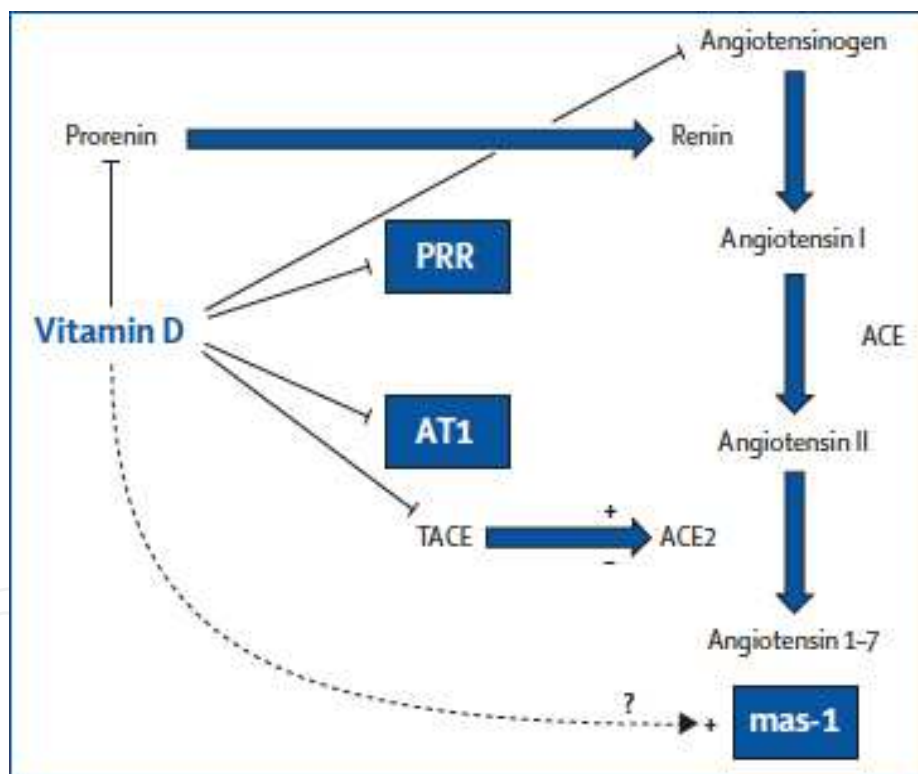 Angiotensinogen
Prorenin
Renin
PRR
Angiotensin I
Vitamin D
ACE
AT1
Angiotensin II
+
TACE
ACE2
–
Angiotensin 1–7
?
+
mas-1